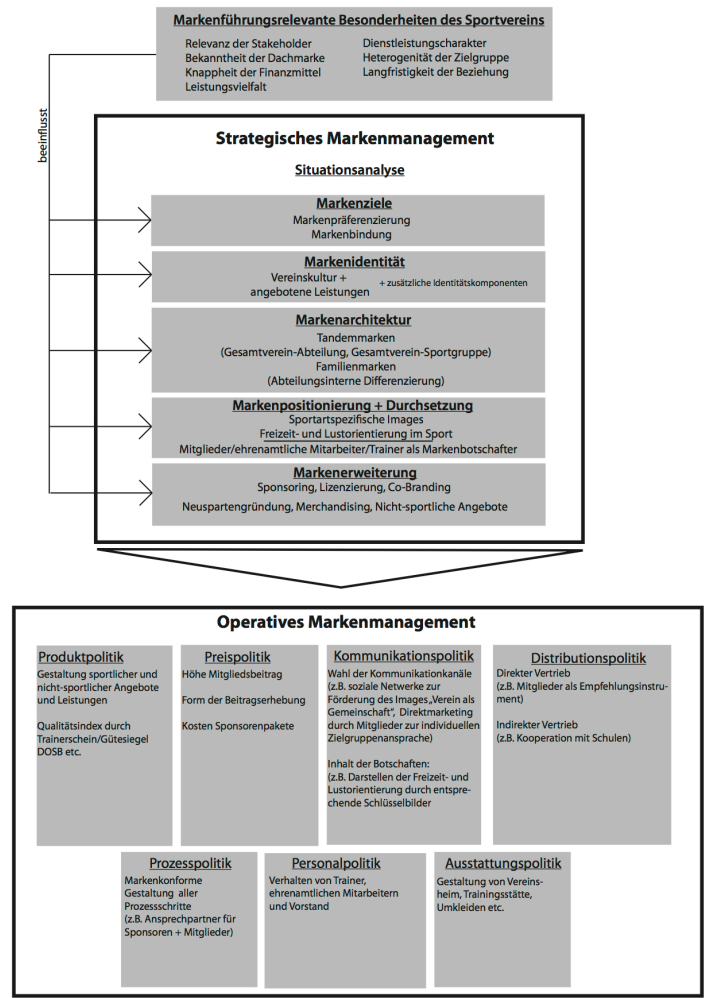 Markenführungsrelevante Besonderheiten des Sportvereins
Relevanz der Stakeholder
Bekanntheit der Dachmarke
Knappheit der Finanzmittel
Leistungsvielfalt
Dienstleistungscharakter
Heterogenität der Zielgruppe
Langfristigkeit der Beziehung
beeinflusst
Strategisches Markenmanagement
Situationsanalyse
Markenziele
Markenpräferenzierung
Markenbindung
Markenidentität
Vereinskultur +
angebotene Leistungen
+ zusätzliche Identitätskomponenten
Markenarchitektur
Tandemmarken
(Gesamtverein-Abteilung, Gesamtverein-Sportgruppe)
Familienmarken
(Abteilungsinterne Differenzierung)
Markenpositionierung + Durchsetzung
Sportartspezifische Images
Freizeit- und Lustorientierung im Sport
Mitglieder/ehrenamtliche Mitarbeiter/Trainer als Markenbotschafter
Markenerweiterung
Sponsoring, Lizenzierung, Co-Branding
Neuspartengründung, Merchandising, Nicht-sportliche Angebote
Operatives Markenmanagement
Produktpolitik
Gestaltung sportlicher und
nicht-sportlicher Angebote
und Leistungen
Qualitätsindex durch
Trainerschein/Gütesiegel
DOSB etc.
Preispolitik
Höhe Mitgliedsbeitrag
Form der Beitragserhebung
Kosten Sponsorenpakete
Kommunikationspolitik
Wahl der Kommunikationkanäle
(z.B. soziale Netwerke zur
Förderung des Images„Verein als
Gemeinschaft“, Direktmarketing
durch Mitglieder zur individuellen
Zielgruppenansprache)
Inhalt der Botschaften:
(z.B. Darstellen der Freizeit- und
Lustorientierung durch entspre-
chende Schlüsselbilder
Distributionspolitik
Direkter Vertrieb
(z.B. Mitglieder als Empfehlungsinstru-
ment)
Indirekter Vertrieb
(z.B. Kooperation mit Schulen)
Prozesspolitik
Markenkonforme
Gestaltung aller
Prozessschritte
(z.B. Ansprechpartner für
Sponsoren + Mitglieder)
Personalpolitik
Verhalten von Trainer,
ehrenamtlichen Mitarbeitern
und Vorstand
Ausstattungspolitik
Gestaltung von Vereins-
heim, Trainingsstätte,
Umkleiden etc.